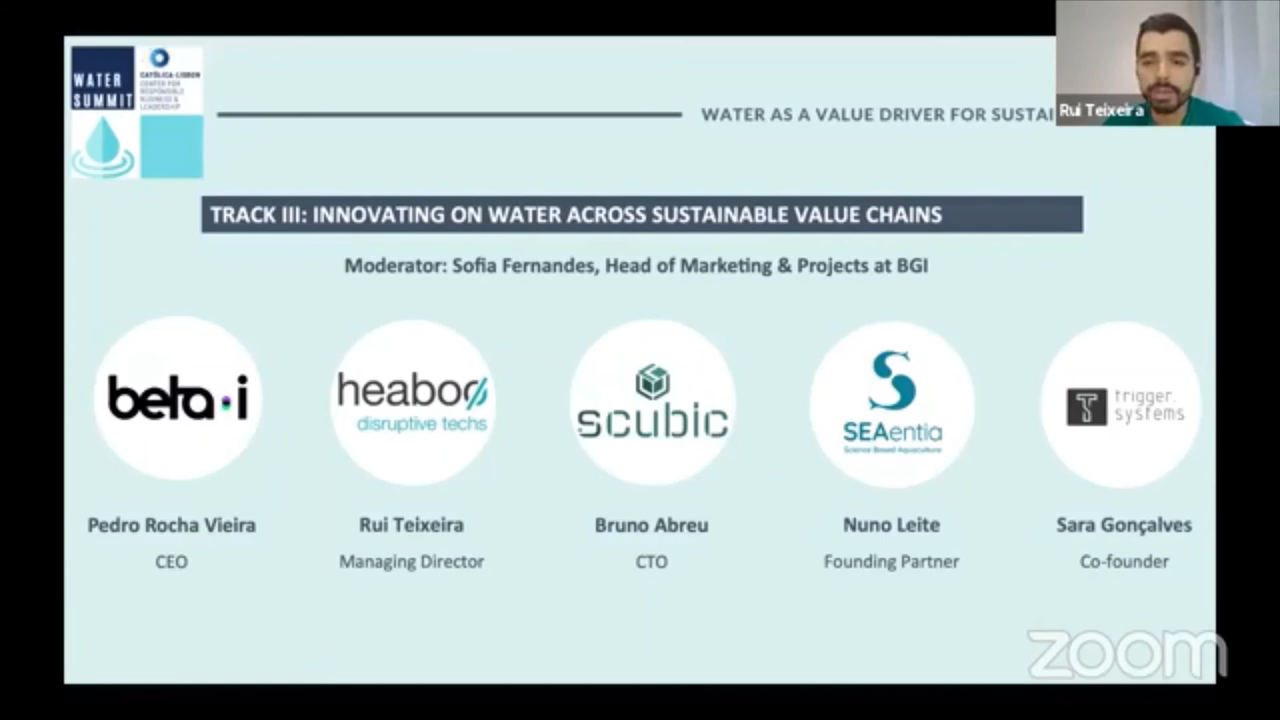 WATER
SUMMIT
CATÓLICA-LISBON
CENTER FOR
RESPONSIBLE
BUSINESS &
LEADERSHIP
WATER AS A VALUE DRIVER FOR SUSTAI
Rui Teixeira
TRACK III: INNOVATING ON WATER ACROSS SUSTAINABLE VALUE CHAINS
Moderator: Sofia Fernandes, Head of Marketing & Projects at BGI
beta-i
heaboo
disruptive techs
scubic
SEAentia
Science Based Aquaculture
trigger.
systems
Pedro Rocha Vieira
Rui Teixeira
Bruno Abreu
Nuno Leite
Sara Gonçalves
CEO
Managing Director
CTO
Founding Partner
Co-founder
zoom